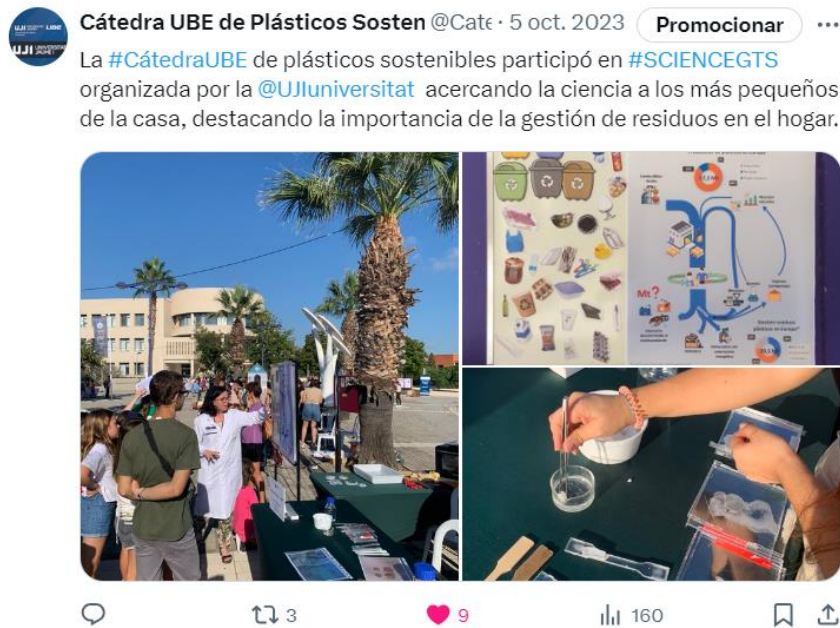 Cátedra UBE de Plásticos Sosten @Cate · 5 oct. 2023
Promocionar
La #CátedraUBE de plásticos sostenibles participó en #SCIENCEGTS
organizada por la @UJIuniversitat acercando la ciencia a los más pequeños
de la casa, destacando la importancia de la gestión de residuos en el hogar.
UJI
Mt?
3
9
160